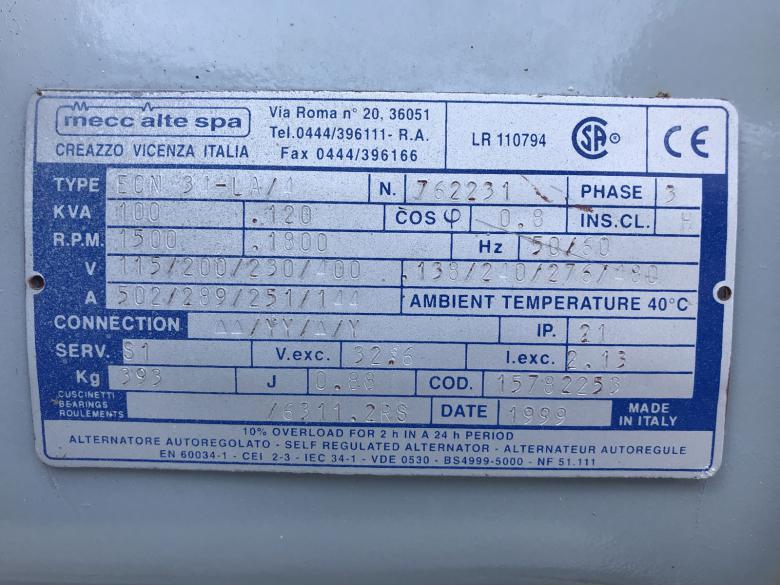 mecc alte spa
CREAZZO VICENZA ITALIA
Via Roma n° 20, 36051
Tel.0444/396111- R.A.
Fax 0444/396166
LR 110794
CSA ®
CE
TYPE ECN 31-LA/4 N. 762231 PHASE 3
KVA 100 .120 COS φ 0.8 INS.CL. H
R.P.M. 1500 .1800 Hz 50/60
V 115/200/230/400 .138/240/276/480
A 502/289/251/144 AMBIENT TEMPERATURE 40°C
CONNECTION ΔΔ/YY/Δ/Y IP. 21
SERV. S1 V.exc. 32.6 I.exc. 2.13
Kg 393 J 0.88 COD. 15782253
CUSCINETTI
BEARINGS
ROULEMENTS
/6311.2RS DATE 1999
MADE
IN ITALY
10% OVERLOAD FOR 2 h IN A 24 h PERIOD
ALTERNATORE AUTOREGOLATO - SELF REGULATED ALTERNATOR - ALTERNATEUR AUTOREGULE
EN 60034-1 - CEI 2-3 - IEC 34-1 - VDE 0530 - BS4999-5000 - NF 51.111